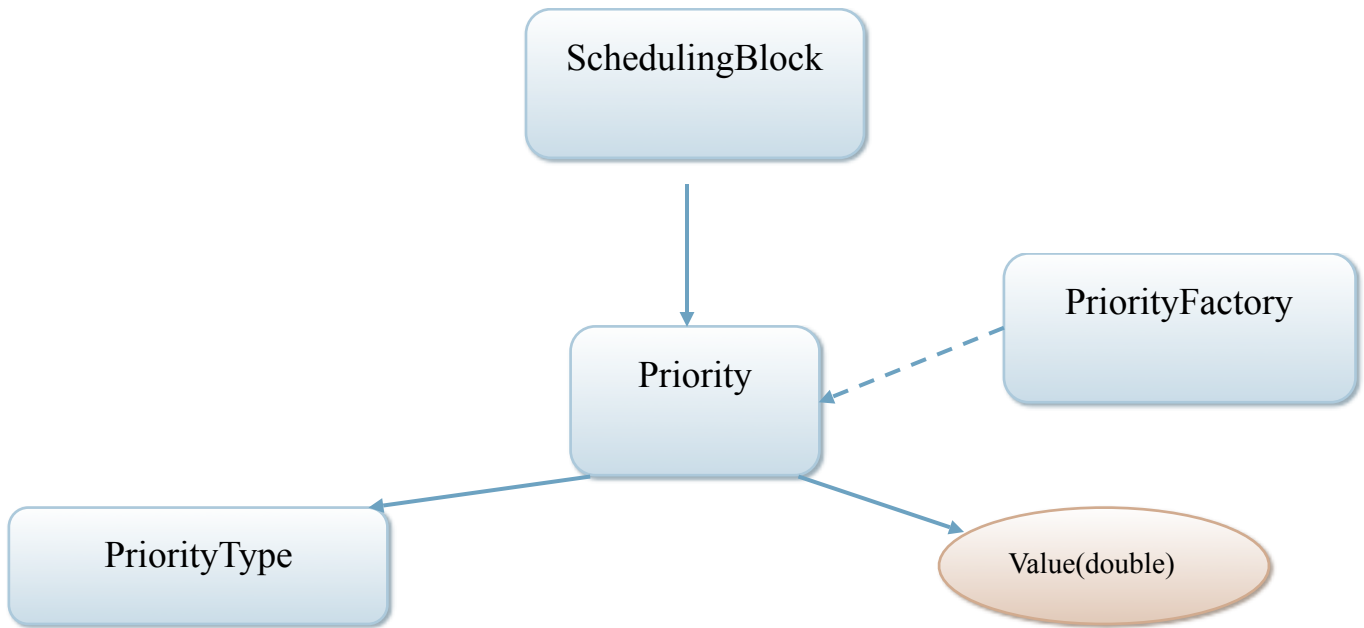 SchedulingBlock
PriorityFactory
Priority
PriorityType
Value(double)